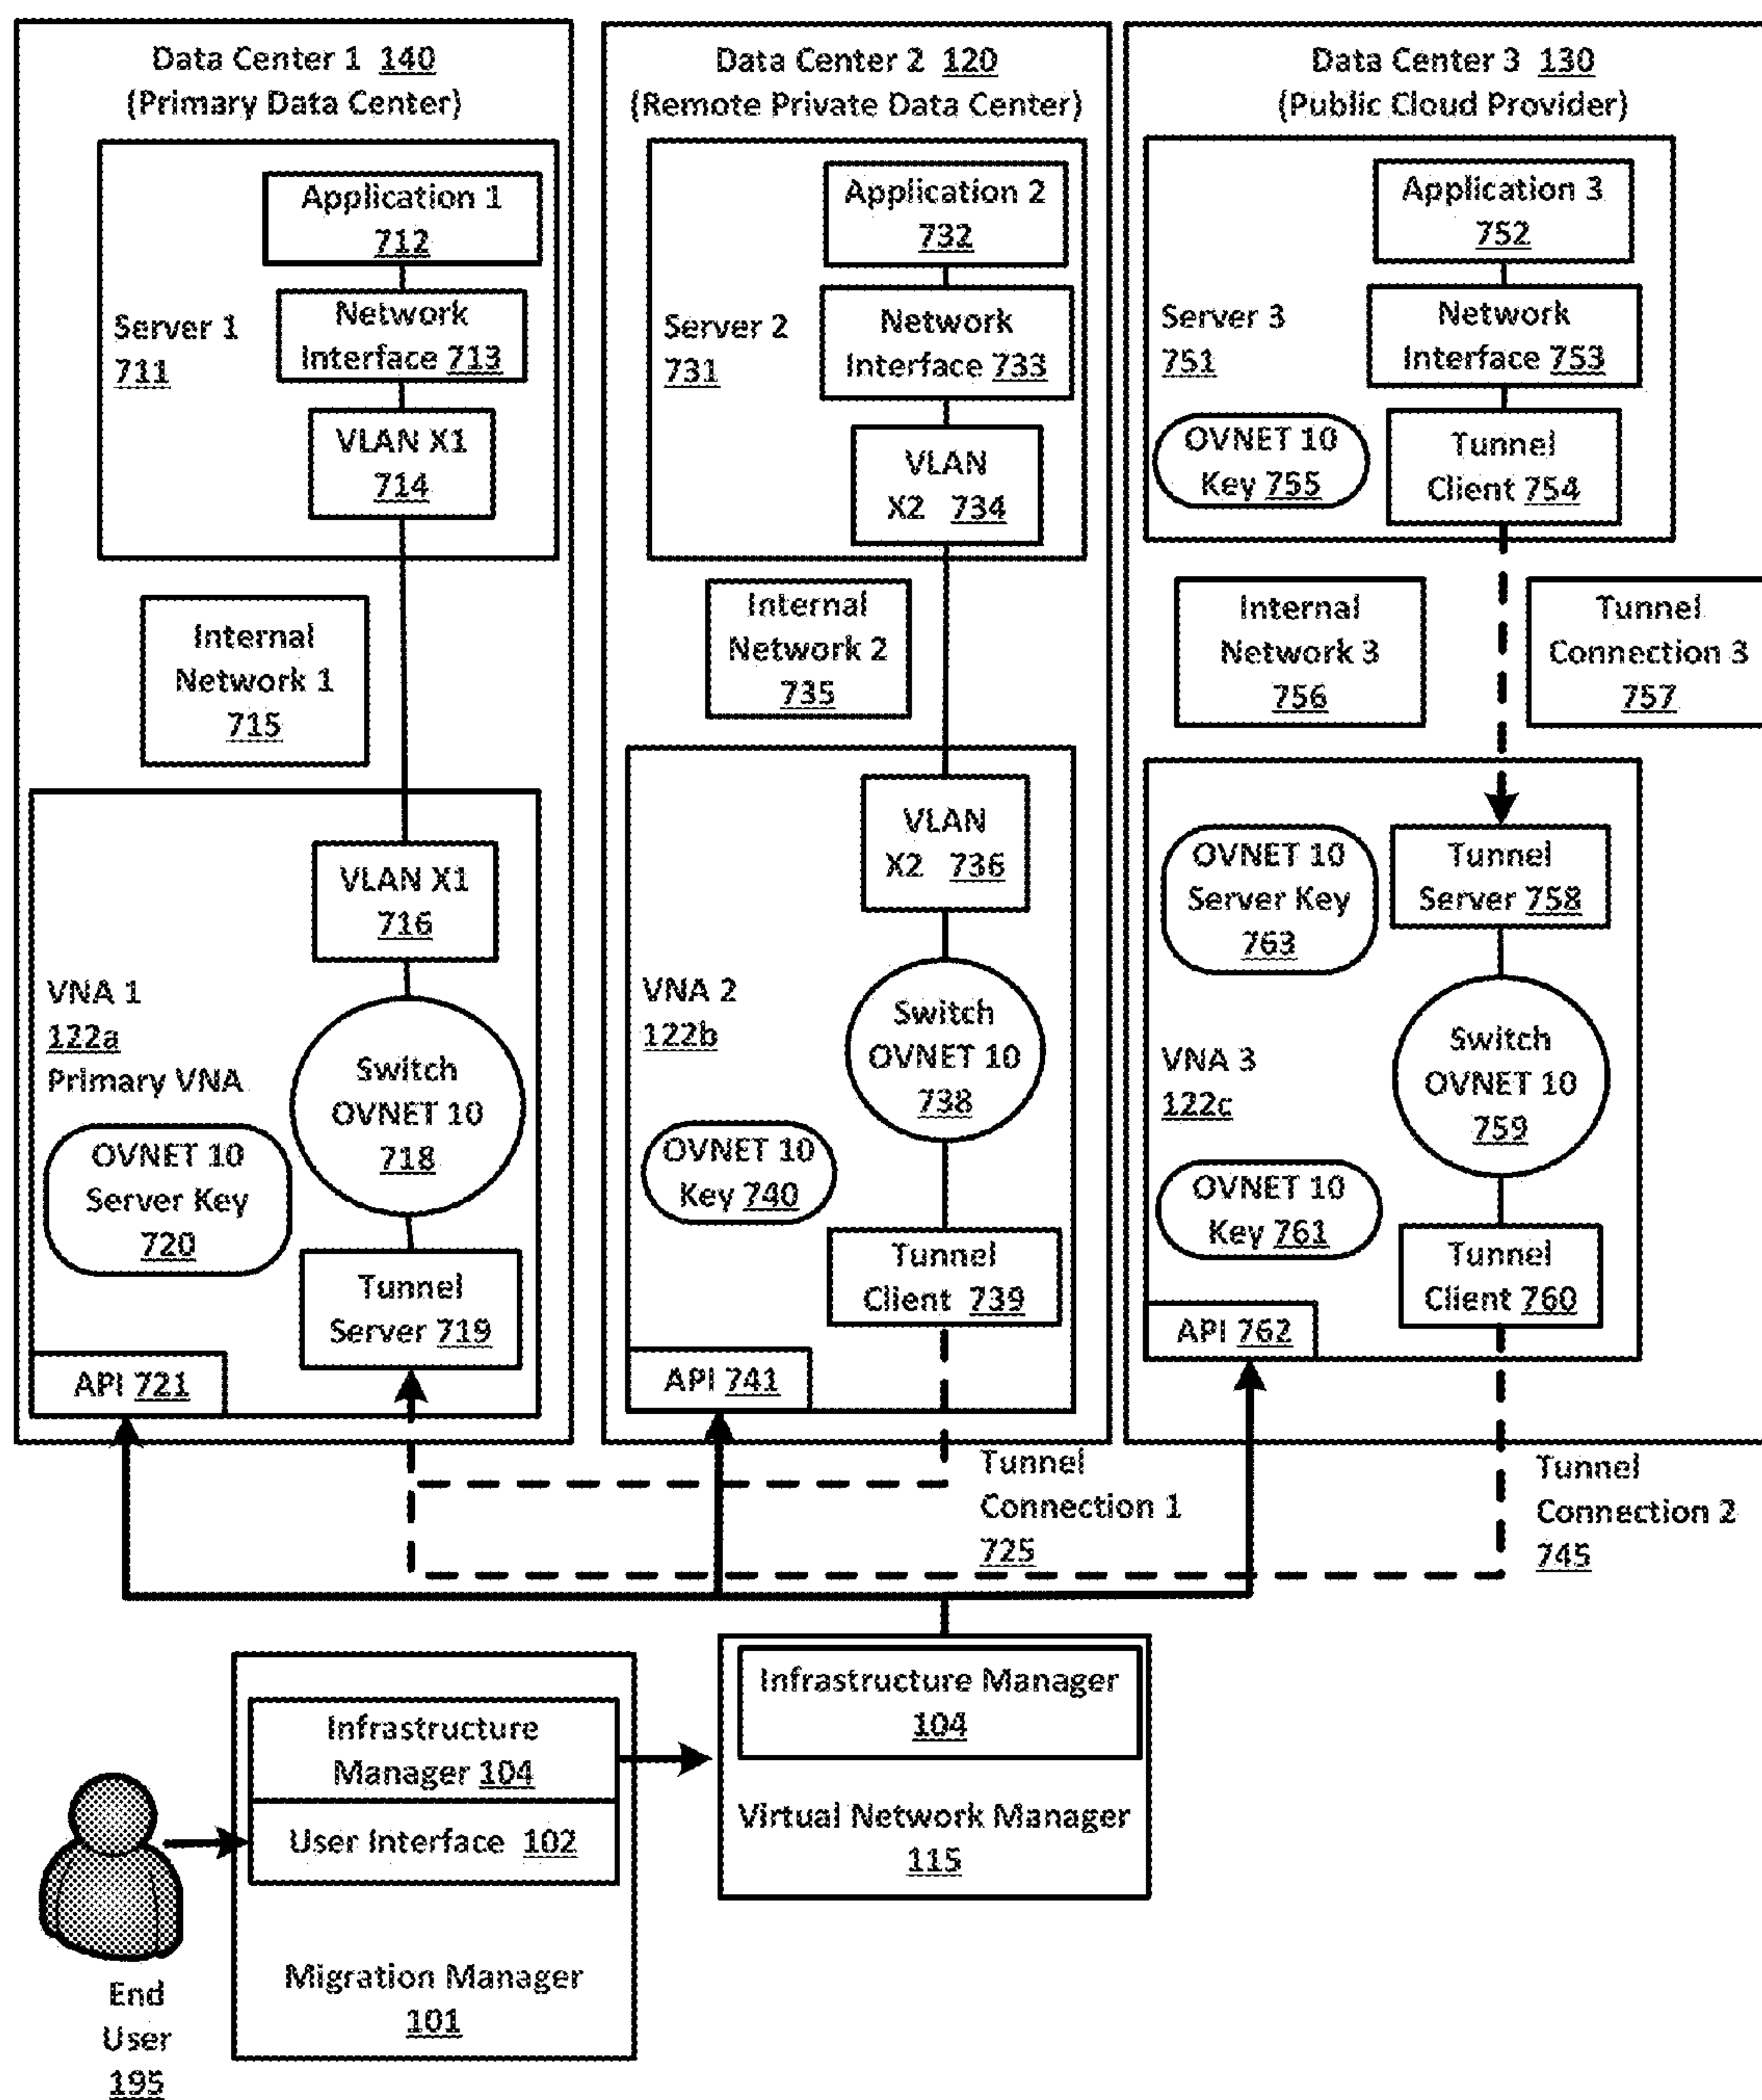 Data Center 1 140
(Primary Data Center)
Application 1
712
Server 1
711
Network
Interface 713
VLAN X1
714
Internal
Network 1
715
VLAN X1
716
VNA 1
122a
Primary VNA
Switch
OVNET 10
718
OVNET 10
Server Key
720
Tunnel
Server 719
API 721
Data Center 2 120
(Remote Private Data Center)
Application 2
732
Server 2
731
Network
Interface 733
VLAN
X2 734
Internal
Network 2
735
VLAN
X2 736
VNA 2
122b
Switch
OVNET 10
738
OVNET 10
Key 740
Tunnel
Client 739
API 741
Data Center 3 130
(Public Cloud Provider)
Application 3
752
Server 3
751
Network
Interface 753
OVNET 10
Key 755
Tunnel
Client 754
Internal
Network 3
756
Tunnel
Connection 3
757
OVNET 10
Server Key
763
Tunnel
Server 758
VNA 3
122c
Switch
OVNET 10
759
OVNET 10
Key 761
Tunnel
Client 760
API 762
Tunnel
Connection 1
725
Tunnel
Connection 2
745
Infrastructure
Manager 104
User Interface 102
Migration Manager
101
Infrastructure Manager
104
Virtual Network Manager
115
End
User
195